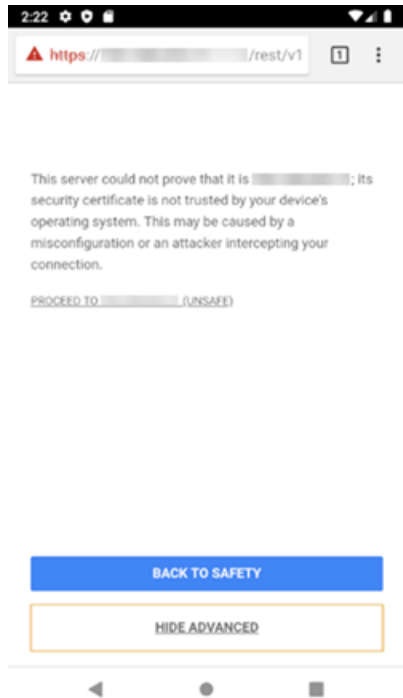 2:22
https:// /rest/v1
1
This server could not prove that it is ; its
security certificate is not trusted by your device's
operating system. This may be caused by a
misconfiguration or an attacker intercepting your
connection.
PROCEED TO (UNSAFE)
BACK TO SAFETY
HIDE ADVANCED